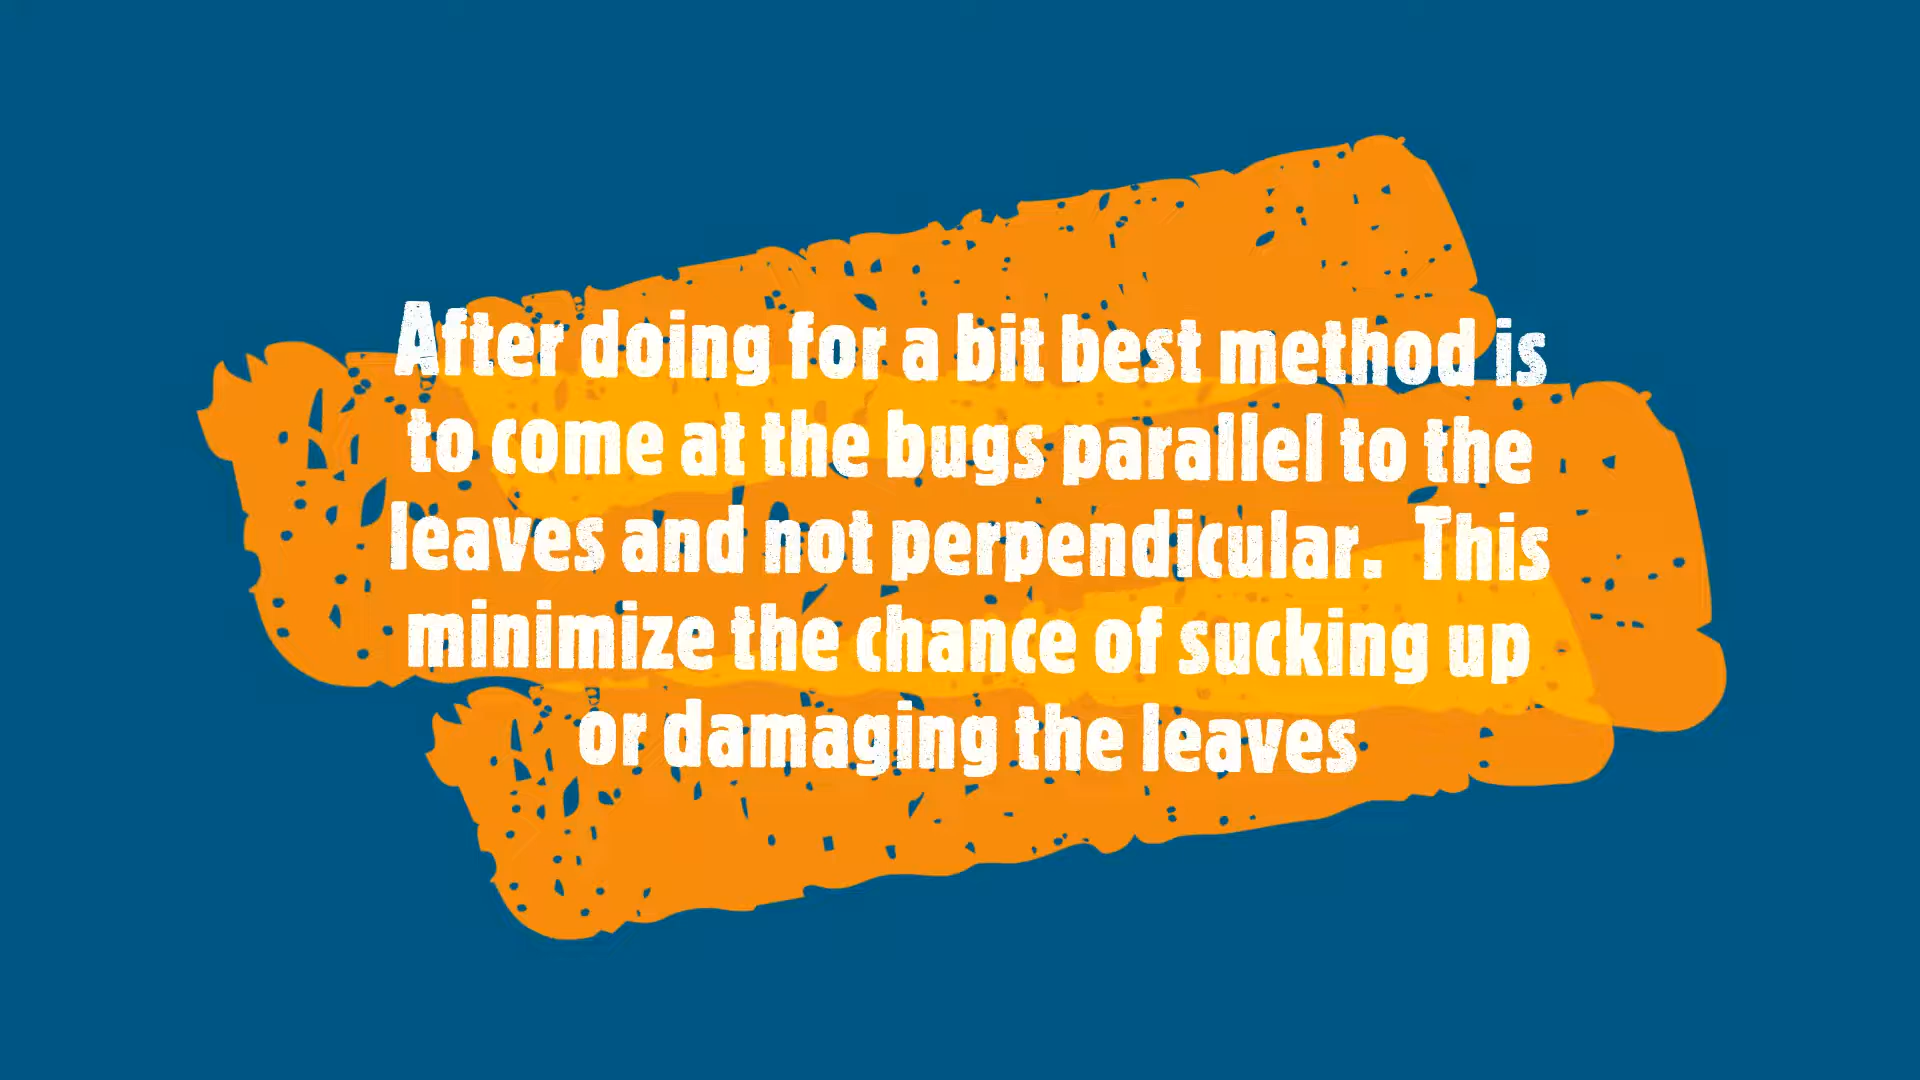 After doing for a bit best method is
to come at the bugs parallel to the
leaves and not perpendicular.  This
minimize the chance of sucking up
or damaging the leaves